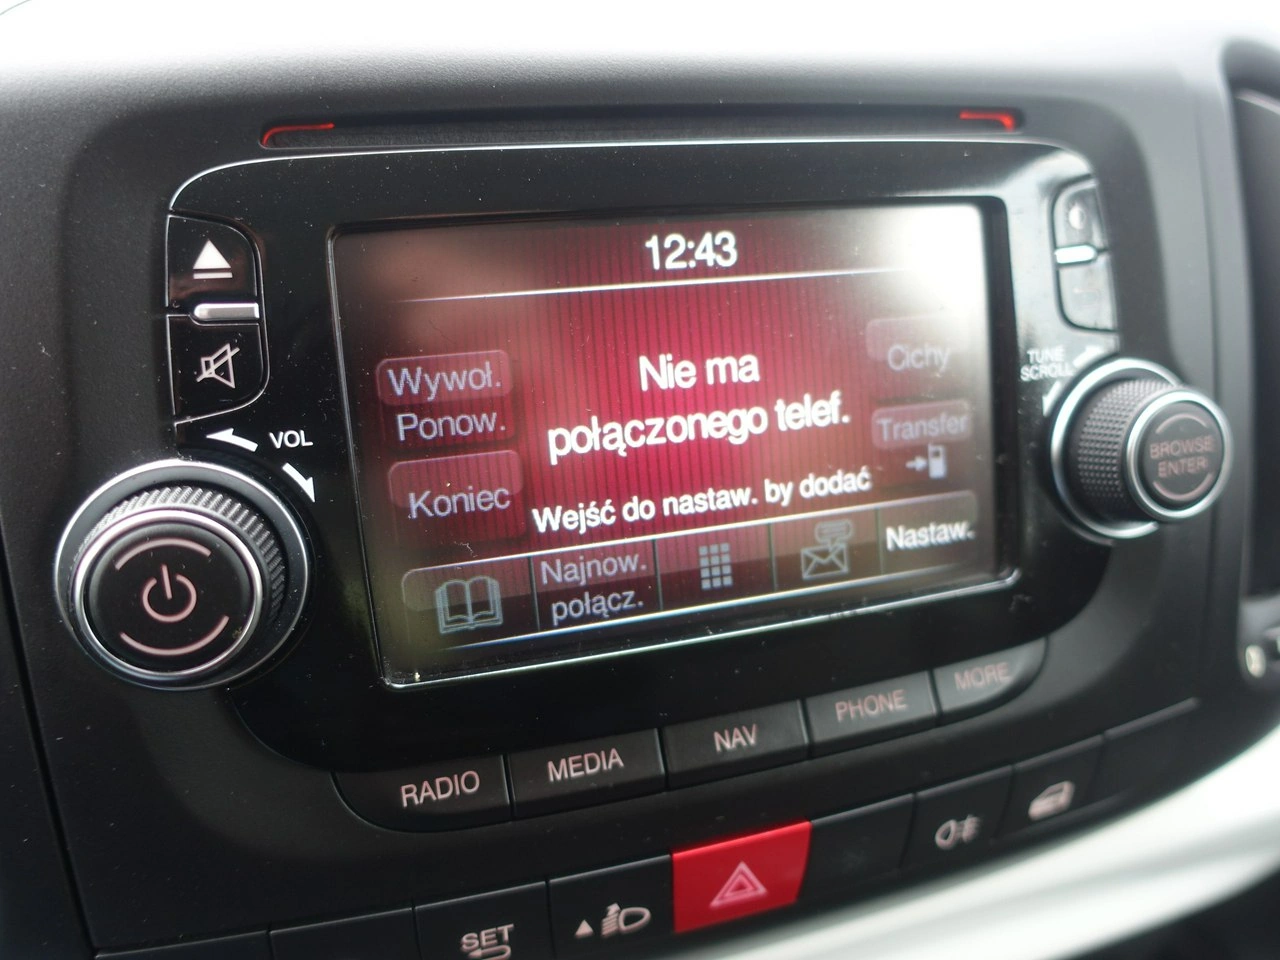 12:43
Wywoł.
Ponow.
Nie ma
połączonego telef.
Cichy
Transfer
Koniec
Wejść do nastaw. by dodać
Najnow.
połącz.
Nastaw.
VOL
TUNE
SCROLL
BROWSE
ENTER
RADIO
MEDIA
NAV
PHONE
MORE
SET